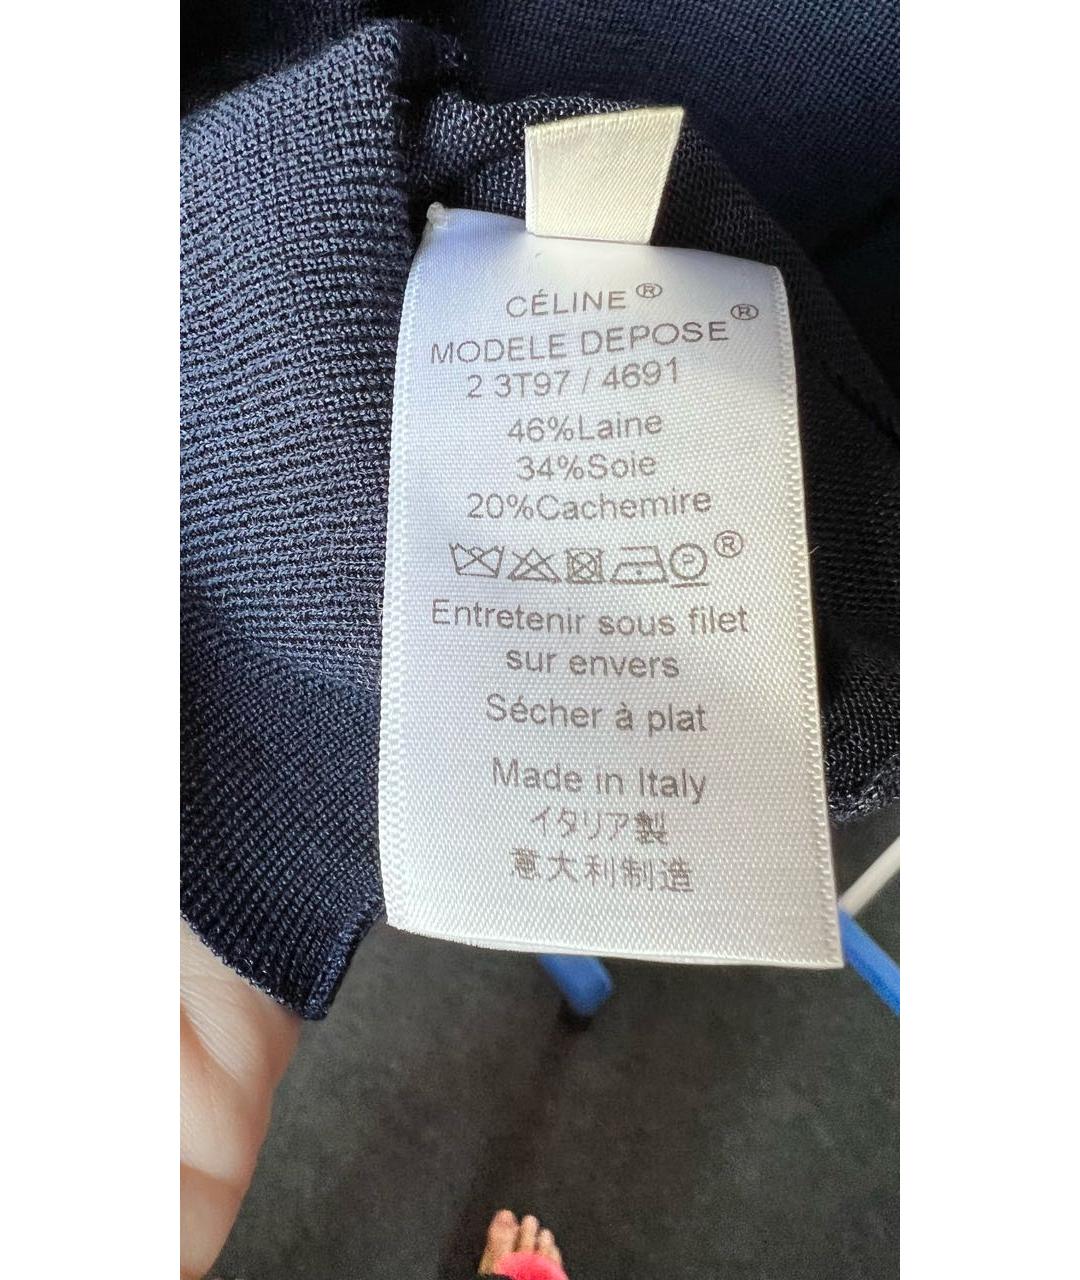 CÉLINE®
MODELE DEPOSE®
2 3T97 / 4691
46%Laine
34%Soie
20%Cachemire
P ®
Entretenir sous filet
sur envers
Sécher à plat
Made in Italy
イタリア製
意大利制造